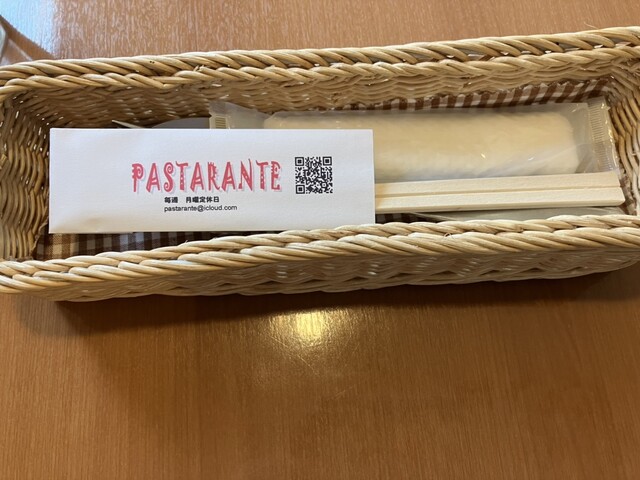 PASTARANTE
毎週 月曜定休日
pastarante@icloud.com